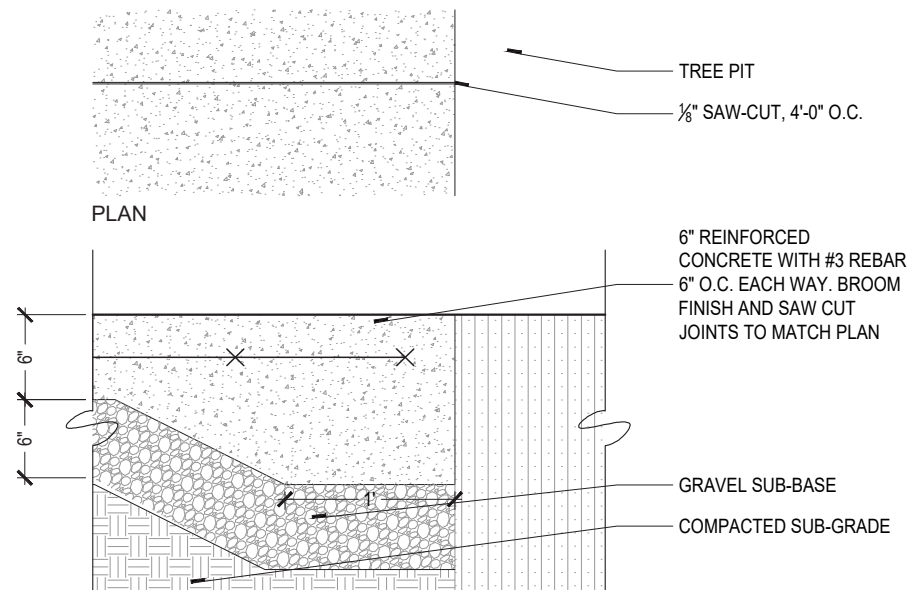 TREE PIT
⅛" SAW-CUT, 4'-0" O.C.
PLAN
6" REINFORCED
CONCRETE WITH #3 REBAR
6" O.C. EACH WAY. BROOM
FINISH AND SAW CUT
JOINTS TO MATCH PLAN
6"
6"
1'
GRAVEL SUB-BASE
COMPACTED SUB-GRADE